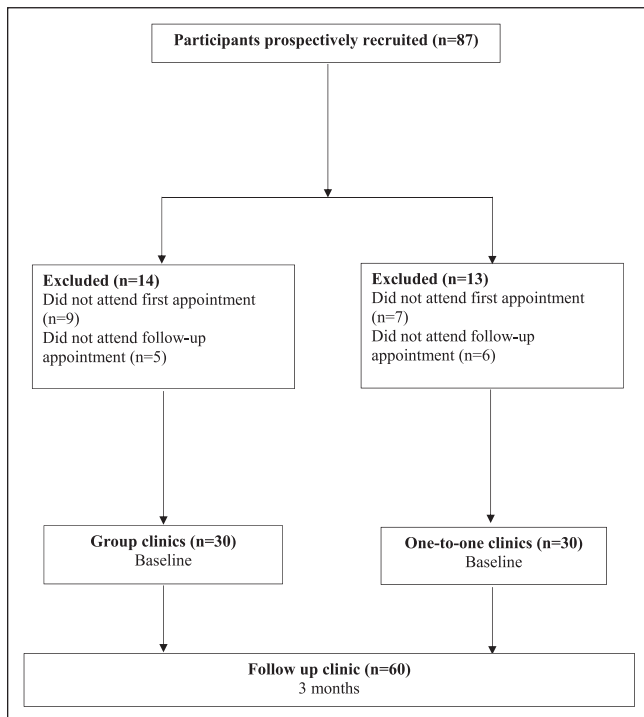 Participants prospectively recruited (n=87)
Excluded (n=14)
Did not attend first appointment
(n=9)
Did not attend follow-up
appointment (n=5)
Excluded (n=13)
Did not attend first appointment
(n=7)
Did not attend follow-up
appointment (n=6)
Group clinics (n=30)
Baseline
One-to-one clinics (n=30)
Baseline
Follow up clinic (n=60)
3 months